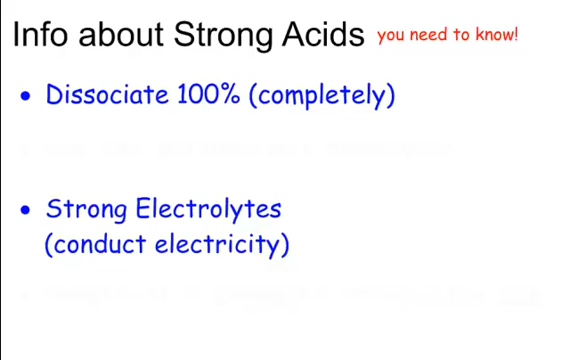 Info about Strong Acids you need to know!
• Dissociate 100% (completely)
• Strong Electrolytes
(conduct electricity)